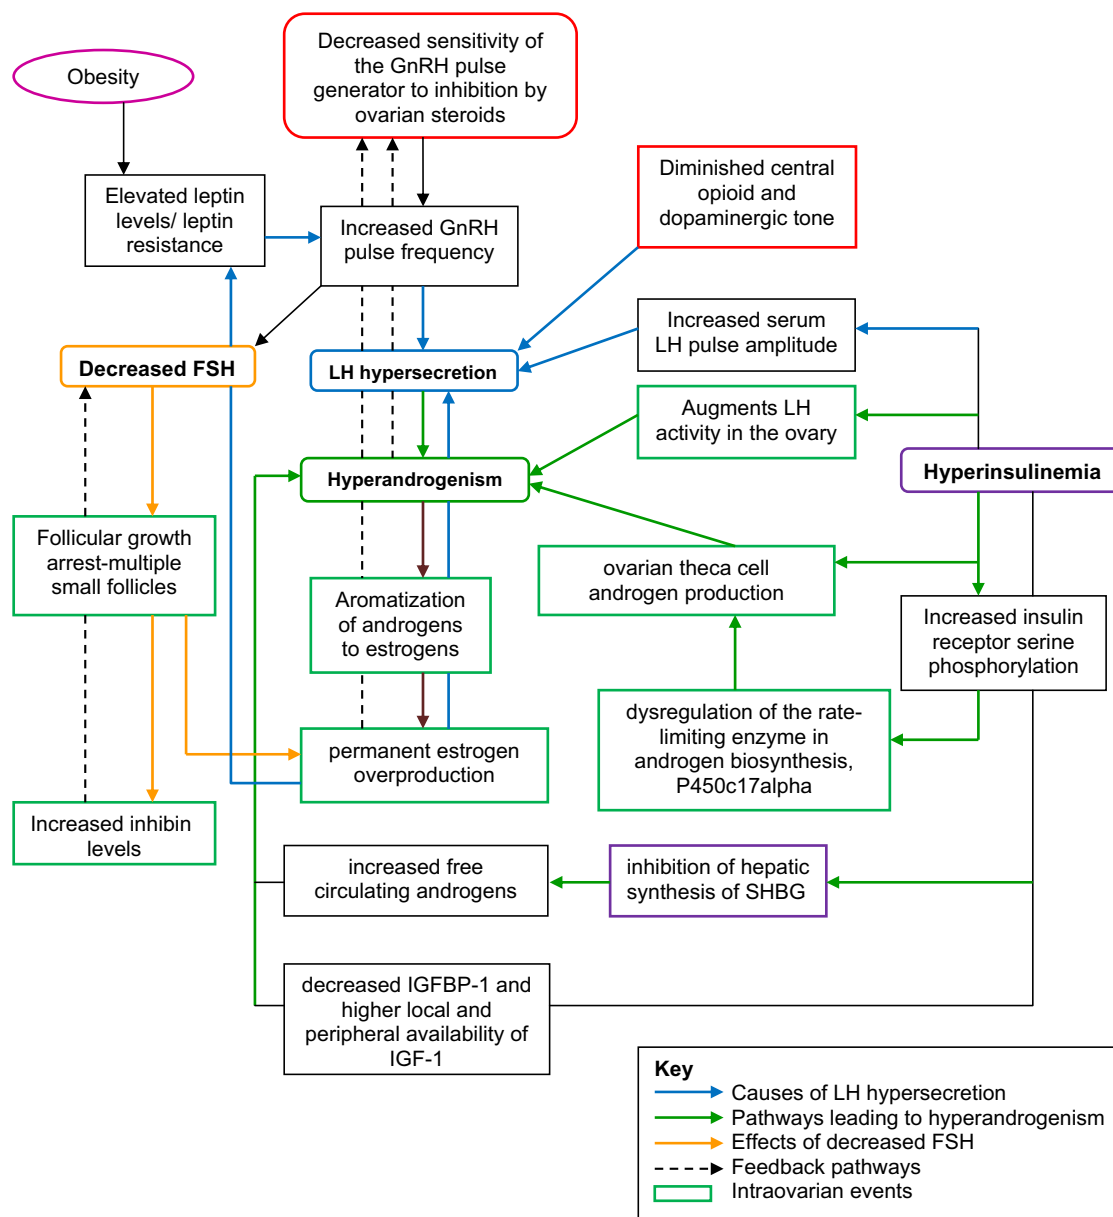 Decreased sensitivity of
the GnRH pulse
generator to inhibition by
ovarian steroids
Obesity
Diminished central
opioid and
dopaminergic tone
Elevated leptin
levels/ leptin
resistance
Increased GnRH
pulse frequency
Increased serum
LH pulse amplitude
Decreased FSH
LH hypersecretion
Augments LH
activity in the ovary
Hyperandrogenism
Hyperinsulinemia
Follicular growth
arrest-multiple
small follicles
ovarian theca cell
androgen production
Aromatization
of androgens
to estrogens
Increased insulin
receptor serine
phosphorylation
dysregulation of the rate-
limiting enzyme in
androgen biosynthesis,
P450c17alpha
permanent estrogen
overproduction
Increased inhibin
levels
increased free
circulating androgens
inhibition of hepatic
synthesis of SHBG
decreased IGFBP-1 and
higher local and
peripheral availability of
IGF-1
Key
Causes of LH hypersecretion
Pathways leading to hyperandrogenism
Effects of decreased FSH
Feedback pathways
Intraovarian events